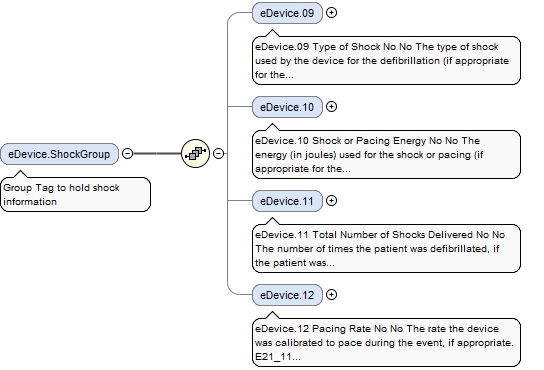 eDevice.09
eDevice.09 Type of Shock No No The type of shock
used by the device for the defibrillation (if appropriate
for the...
eDevice.10
eDevice.10 Shock or Pacing Energy No No The
energy (in joules) used for the shock or pacing (if
appropriate for the...
eDevice.ShockGroup
Group Tag to hold shock
information
eDevice.11
eDevice.11 Total Number of Shocks Delivered No No
The number of times the patient was defibrillated, if
the patient was...
eDevice.12
eDevice.12 Pacing Rate No No The rate the device
was calibrated to pace during the event, if appropriate.
E21_11...